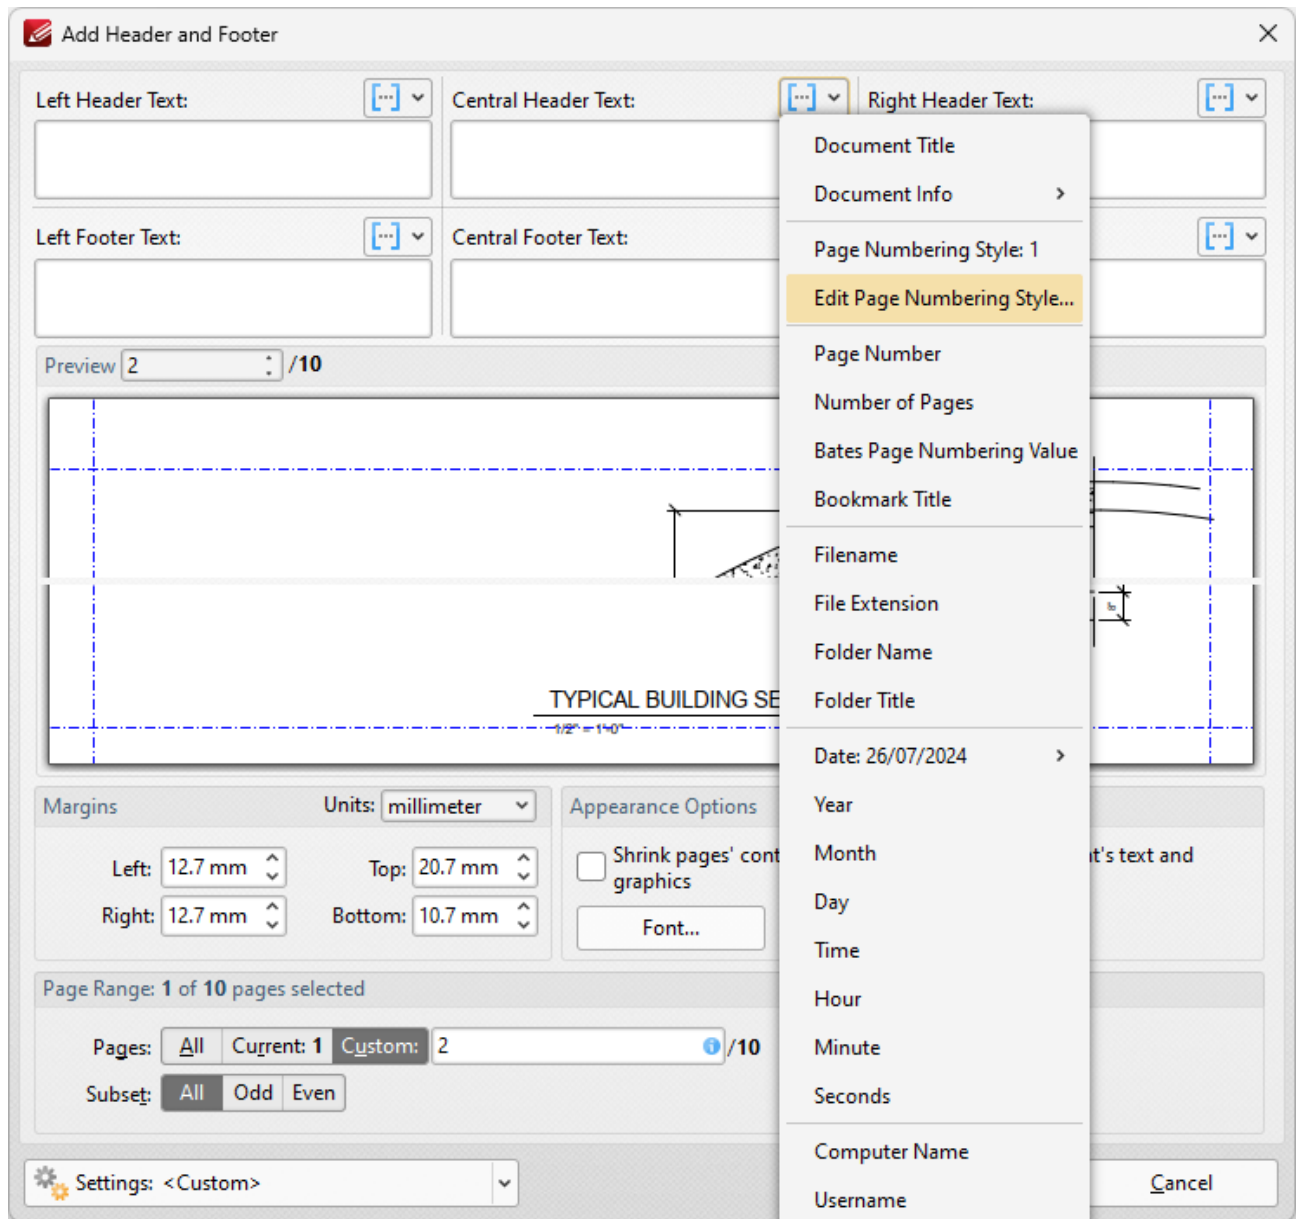 Add Header and Footer
Left Header Text:
Central Header Text:
Right Header Text:
Left Footer Text:
Central Footer Text:
Document Title
Document Info
Page Numbering Style: 1
Edit Page Numbering Style...
Page Number
Number of Pages
Bates Page Numbering Value
Bookmark Title
Filename
File Extension
Folder Name
Folder Title
Date: 26/07/2024
Year
Month
Day
Time
Hour
Minute
Seconds
Computer Name
Username
Preview 2 /10
TYPICAL BUILDING SE
1/2" = 1'-0"
Margins
Units: millimeter
Left: 12.7 mm Top: 20.7 mm
Right: 12.7 mm Bottom: 10.7 mm
Appearance Options
Shrink pages' cont
t's text and
graphics
Font...
Page Range: 1 of 10 pages selected
Pages: All Current: 1 Custom: 2 /10
Subset: All Odd Even
Settings: <Custom>
Cancel